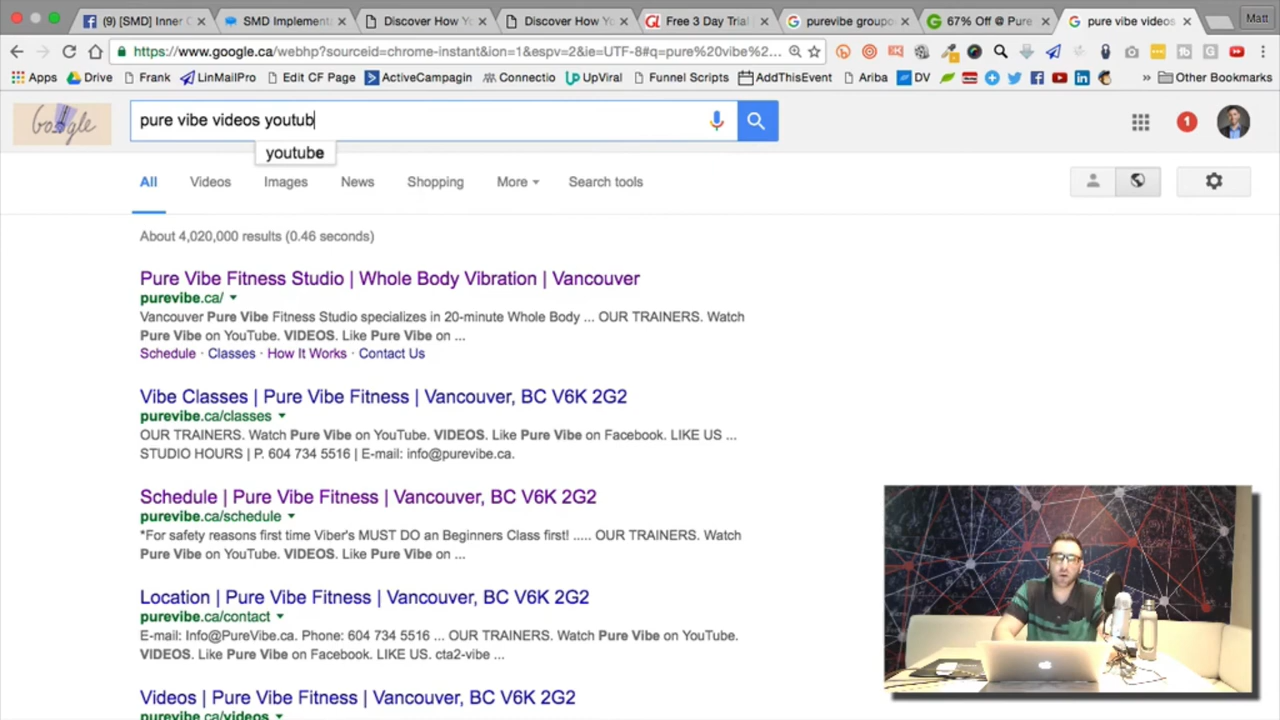 (9) [SMD] Inner C
SMD Implement
Discover How Yo
Discover How Yo
Free 3 Day Trial
purevibe groupo
67% Off @ Pure
pure vibe videos
Matt
https://www.google.ca/webhp?sourceid=chrome-instant&ion=1&espv=2&ie=UTF-8#q=pure%20vibe%2...
Apps
Drive
Frank
LinMailPro
Edit CF Page
ActiveCampagin
Connectio
UpViral
Funnel Scripts
AddThisEvent
Ariba
DV
Other Bookmarks
Google
pure vibe videos youtub
1
youtube
All
Videos
Images
News
Shopping
More
Search tools
About 4,020,000 results (0.46 seconds)
Pure Vibe Fitness Studio | Whole Body Vibration | Vancouver
purevibe.ca/
Vancouver Pure Vibe Fitness Studio specializes in 20-minute Whole Body ... OUR TRAINERS. Watch
Pure Vibe on YouTube. VIDEOS. Like Pure Vibe on ...
Schedule · Classes · How It Works · Contact Us
Vibe Classes | Pure Vibe Fitness | Vancouver, BC V6K 2G2
purevibe.ca/classes
OUR TRAINERS. Watch Pure Vibe on YouTube. VIDEOS. Like Pure Vibe on Facebook. LIKE US ...
STUDIO HOURS | P. 604 734 5516 | E-mail: info@purevibe.ca.
Schedule | Pure Vibe Fitness | Vancouver, BC V6K 2G2
purevibe.ca/schedule
*For safety reasons first time Viber's MUST DO an Beginners Class first! ..... OUR TRAINERS. Watch
Pure Vibe on YouTube. VIDEOS. Like Pure Vibe on ...
Location | Pure Vibe Fitness | Vancouver, BC V6K 2G2
purevibe.ca/contact
E-mail: Info@PureVibe.ca. Phone: 604 734 5516 ... OUR TRAINERS. Watch Pure Vibe on YouTube.
VIDEOS. Like Pure Vibe on Facebook. LIKE US. cta2-vibe ...
Videos | Pure Vibe Fitness | Vancouver, BC V6K 2G2
purevibe.ca/videos